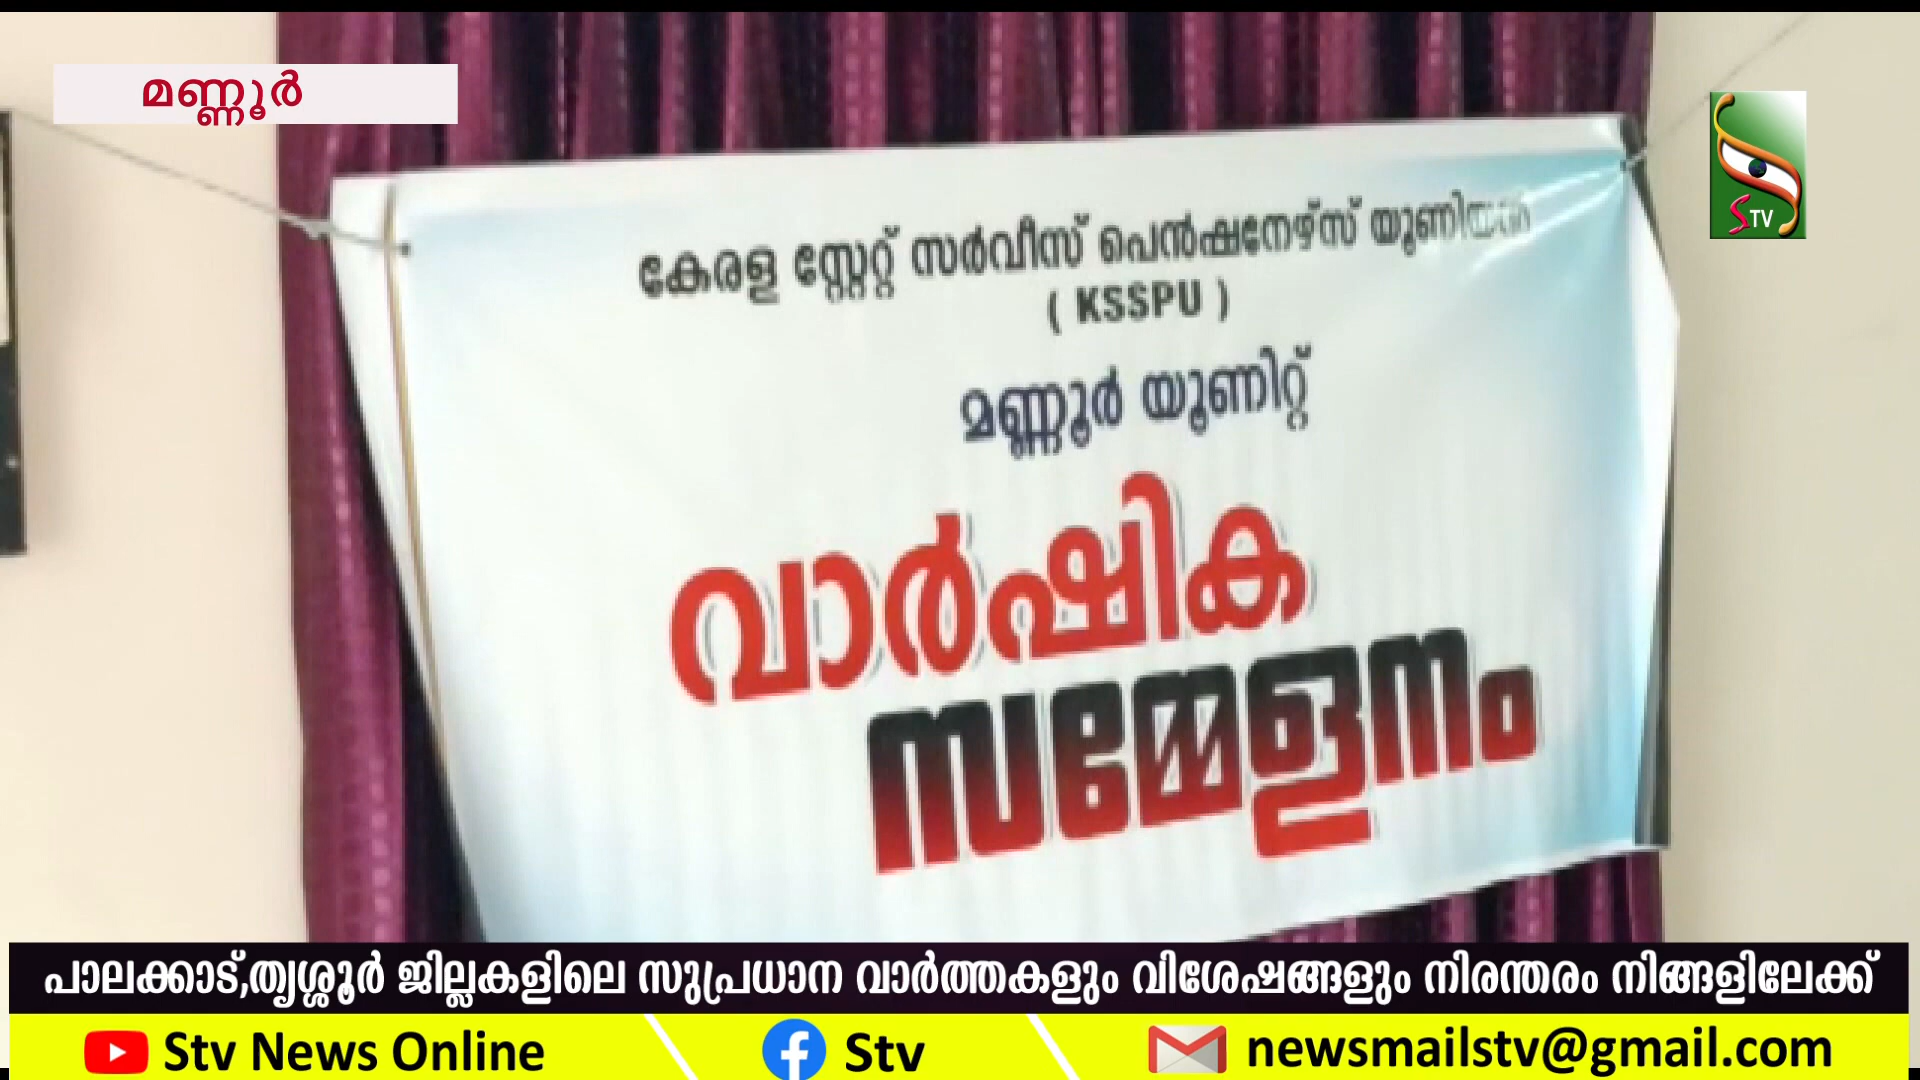 മണ്ണൂർ
STV
കേരള സ്റ്റേറ്റ് സർവീസ് പെൻഷനേഴ്സ് യൂണിയൻ
( KSSPU )
മണ്ണൂർ യൂണിറ്റ്
വാർഷിക
സമ്മേളനം
പാലക്കാട്,തൃശ്ശൂർ ജില്ലകളിലെ സുപ്രധാന വാർത്തകളും വിശേഷങ്ങളും നിരന്തരം നിങ്ങളിലേക്ക്
Stv News Online Stv newsmailstv@gmail.com